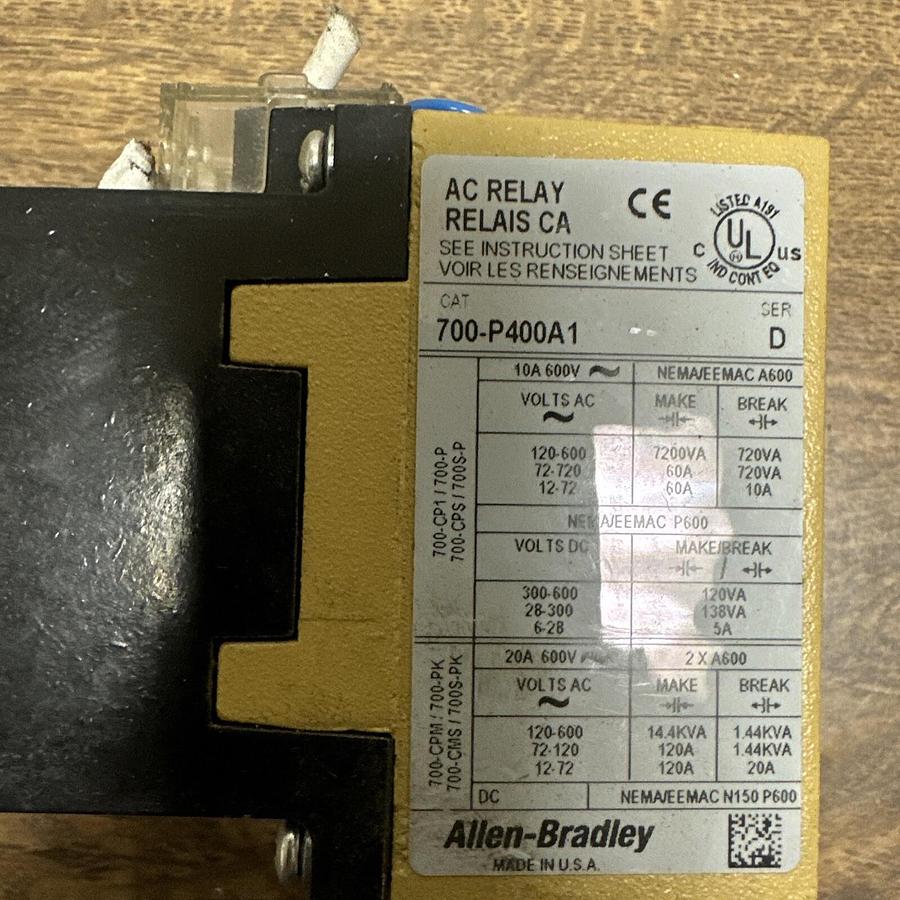 AC RELAY
RELAIS CA
SEE INSTRUCTION SHEET
VOIR LES RENSEIGNEMENTS
CE
LISTED A191
C UL US
IND CONT EQ
CAT
SER
700-P400A1
D
700-CP1 / 700-P
700-CPS / 700S-P
10A 600V
NEMA/EEMAC A600
VOLTS AC
MAKE
BREAK
120-600 7200VA 720VA
72-720 60A 720VA
12-72 60A 10A
NEMA/EEMAC P600
VOLTS DC
MAKE/BREAK
300-600 120VA
28-300 138VA
6-28 5A
700-CPM / 700-PK
700-CMS / 700S-PK
20A 600V
2 X A600
VOLTS AC
MAKE
BREAK
120-600 14.4KVA 1.44KVA
72-120 120A 1.44KVA
12-72 120A 20A
DC
NEMA/EEMAC N150 P600
Allen-Bradley
MADE IN U.S.A.